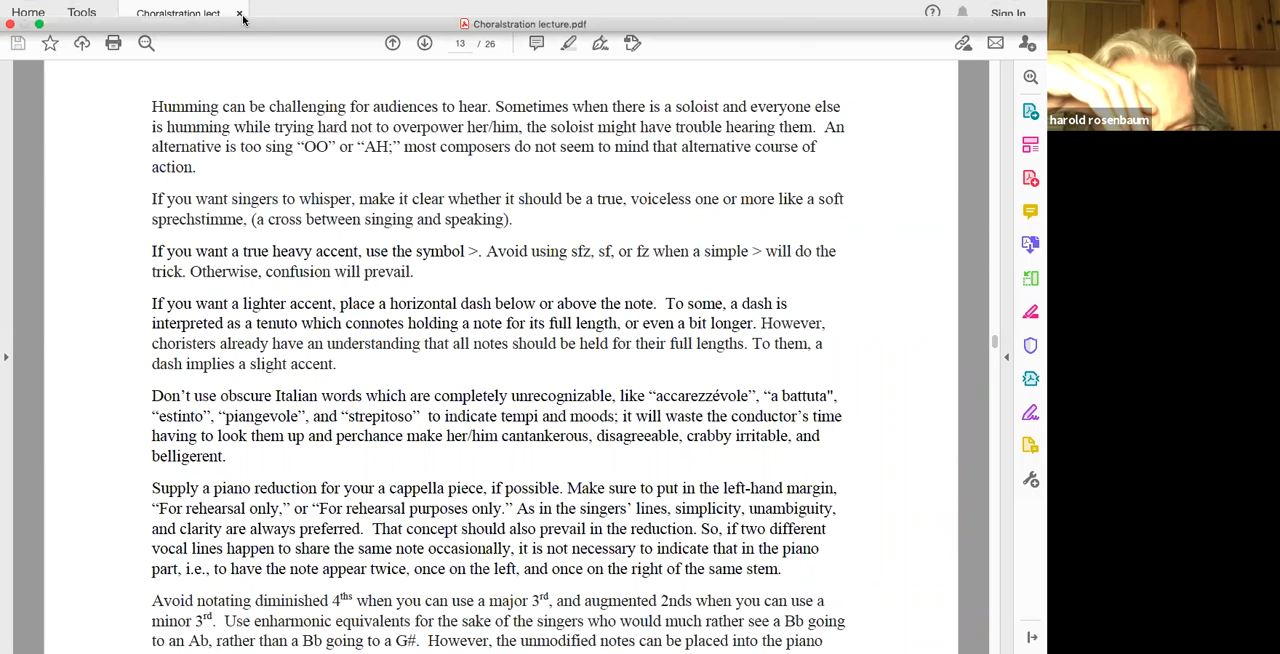 Home Tools Choralstration lect... × Sign In
Choralstration lecture.pdf
13 / 26
harold rosenbaum
Humming can be challenging for audiences to hear. Sometimes when there is a soloist and everyone else
is humming while trying hard not to overpower her/him, the soloist might have trouble hearing them. An
alternative is too sing “OO” or “AH;” most composers do not seem to mind that alternative course of
action.
If you want singers to whisper, make it clear whether it should be a true, voiceless one or more like a soft
sprechstimme, (a cross between singing and speaking).
If you want a true heavy accent, use the symbol >. Avoid using sfz, sf, or fz when a simple > will do the
trick. Otherwise, confusion will prevail.
If you want a lighter accent, place a horizontal dash below or above the note. To some, a dash is
interpreted as a tenuto which connotes holding a note for its full length, or even a bit longer. However,
choristers already have an understanding that all notes should be held for their full lengths. To them, a
dash implies a slight accent.
Don’t use obscure Italian words which are completely unrecognizable, like “accarezzévole”, “a battuta",
“estinto”, “piangevole”, and “strepitoso” to indicate tempi and moods; it will waste the conductor’s time
having to look them up and perchance make her/him cantankerous, disagreeable, crabby irritable, and
belligerent.
Supply a piano reduction for your a cappella piece, if possible. Make sure to put in the left-hand margin,
“For rehearsal only,” or “For rehearsal purposes only.” As in the singers’ lines, simplicity, unambiguity,
and clarity are always preferred. That concept should also prevail in the reduction. So, if two different
vocal lines happen to share the same note occasionally, it is not necessary to indicate that in the piano
part, i.e., to have the note appear twice, once on the left, and once on the right of the same stem.
Avoid notating diminished 4ths when you can use a major 3rd, and augmented 2nds when you can use a
minor 3rd. Use enharmonic equivalents for the sake of the singers who would much rather see a Bb going
to an Ab, rather than a Bb going to a G#. However, the unmodified notes can be placed into the piano